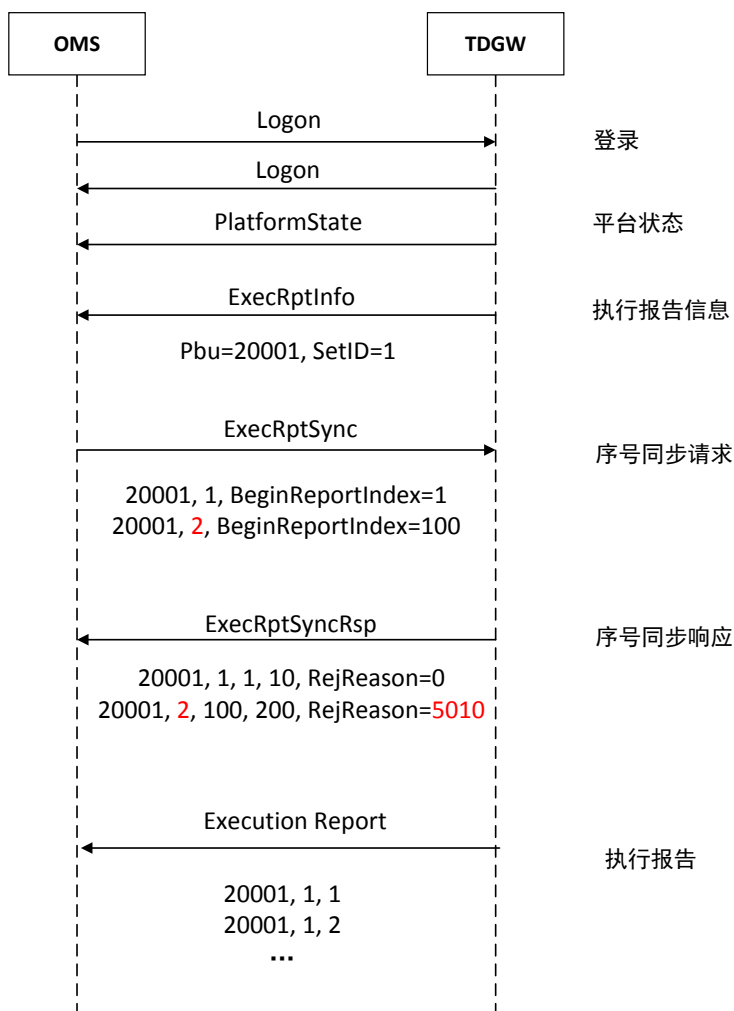 OMS
TDGW
Logon
登录
Logon
PlatformState
平台状态
ExecRptInfo
执行报告信息
Pbu=20001, SetID=1
ExecRptSync
序号同步请求
20001, 1, BeginReportIndex=1
20001, 2, BeginReportIndex=100
ExecRptSyncRsp
序号同步响应
20001, 1, 1, 10, RejReason=0
20001, 2, 100, 200, RejReason=5010
Execution Report
执行报告
20001, 1, 1
20001, 1, 2
...